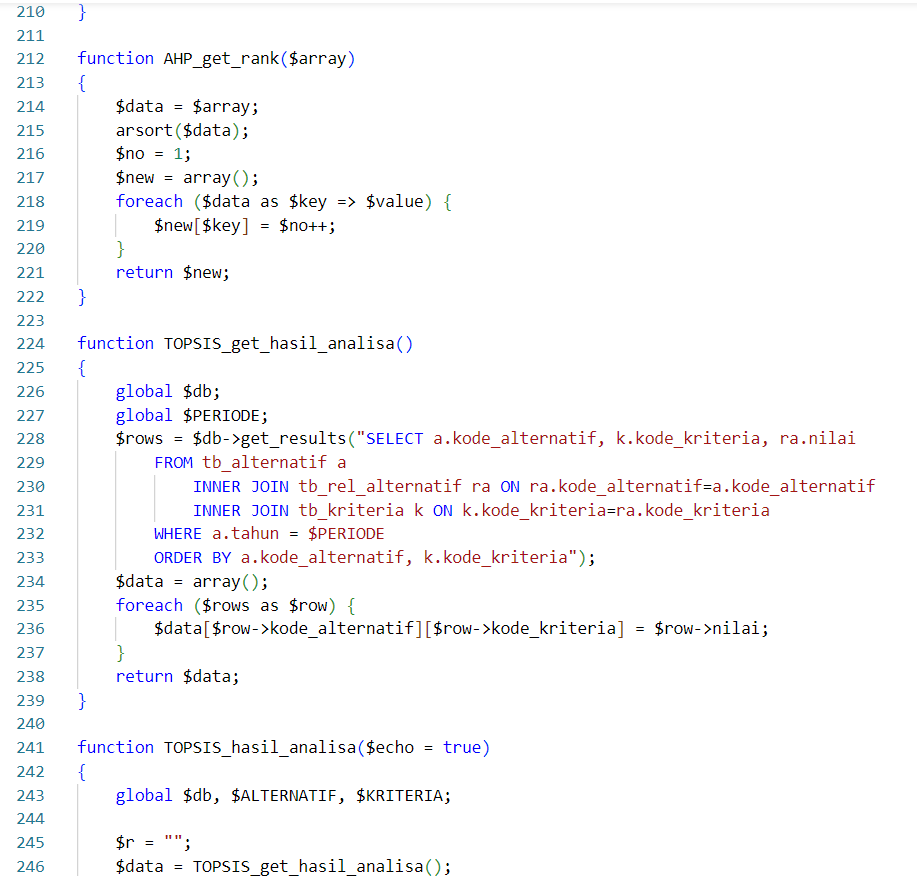 210 }
211
212 function AHP_get_rank($array)
213 {
214     $data = $array;
215     arsort($data);
216     $no = 1;
217     $new = array();
218     foreach ($data as $key => $value) {
219         $new[$key] = $no++;
220     }
221     return $new;
222 }
223
224 function TOPSIS_get_hasil_analisa()
225 {
226     global $db;
227     global $PERIODE;
228     $rows = $db->get_results("SELECT a.kode_alternatif, k.kode_kriteria, ra.nilai
229         FROM tb_alternatif a
230             INNER JOIN tb_rel_alternatif ra ON ra.kode_alternatif=a.kode_alternatif
231             INNER JOIN tb_kriteria k ON k.kode_kriteria=ra.kode_kriteria
232         WHERE a.tahun = $PERIODE
233         ORDER BY a.kode_alternatif, k.kode_kriteria");
234     $data = array();
235     foreach ($rows as $row) {
236         $data[$row->kode_alternatif][$row->kode_kriteria] = $row->nilai;
237     }
238     return $data;
239 }
240
241 function TOPSIS_hasil_analisa($echo = true)
242 {
243     global $db, $ALTERNATIF, $KRITERIA;
244
245     $r = "";
246     $data = TOPSIS_get_hasil_analisa();